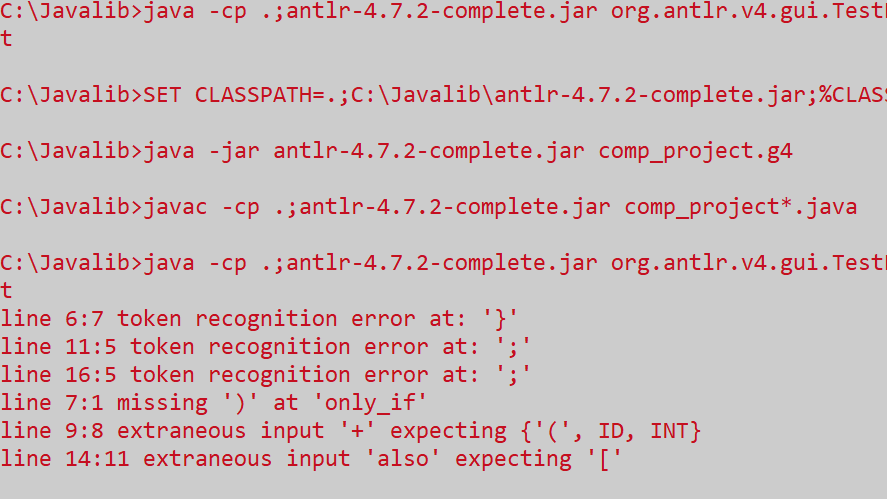 C:\Javalib>java -cp .;antlr-4.7.2-complete.jar org.antlr.v4.gui.Test
t
C:\Javalib>SET CLASSPATH=.;C:\Javalib\antlr-4.7.2-complete.jar;%CLAS
C:\Javalib>java -jar antlr-4.7.2-complete.jar comp_project.g4
C:\Javalib>javac -cp .;antlr-4.7.2-complete.jar comp_project*.java
C:\Javalib>java -cp .;antlr-4.7.2-complete.jar org.antlr.v4.gui.Test
t
line 6:7 token recognition error at: '}'
line 11:5 token recognition error at: ';'
line 16:5 token recognition error at: ';'
line 7:1 missing ')' at 'only_if'
line 9:8 extraneous input '+' expecting {'(', ID, INT}
line 14:11 extraneous input 'also' expecting '['